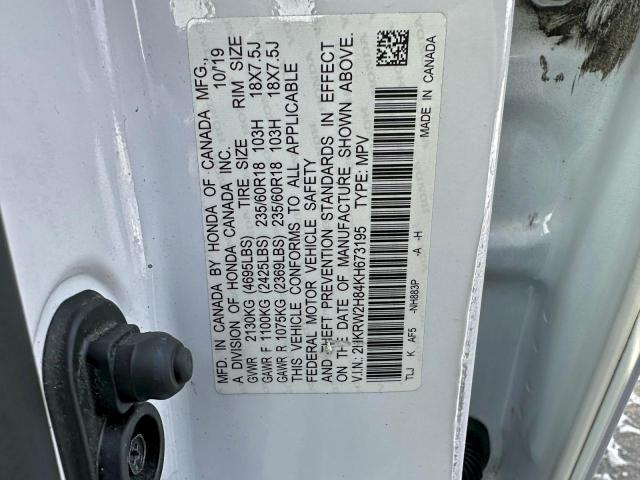 MFD. IN CANADA BY HONDA OF CANADA MFG.,
A DIVISION OF HONDA CANADA INC. 10/19
TIRE SIZE RIM SIZE
GVWR 2130KG (4695LBS)
GAWR F 1100KG (2425LBS) 235/60R18 103H 18X7.5J
GAWR R 1075KG (2369LBS) 235/60R18 103H 18X7.5J
THIS VEHICLE CONFORMS TO ALL APPLICABLE
FEDERAL MOTOR VEHICLE SAFETY
AND THEFT PREVENTION STANDARDS IN EFFECT
ON THE DATE OF MANUFACTURE SHOWN ABOVE.
V.I.N.: 2HKRW2H84KH673195 TYPE: MPV
TLJ K AF5 -NH883P -A -H MADE IN CANADA